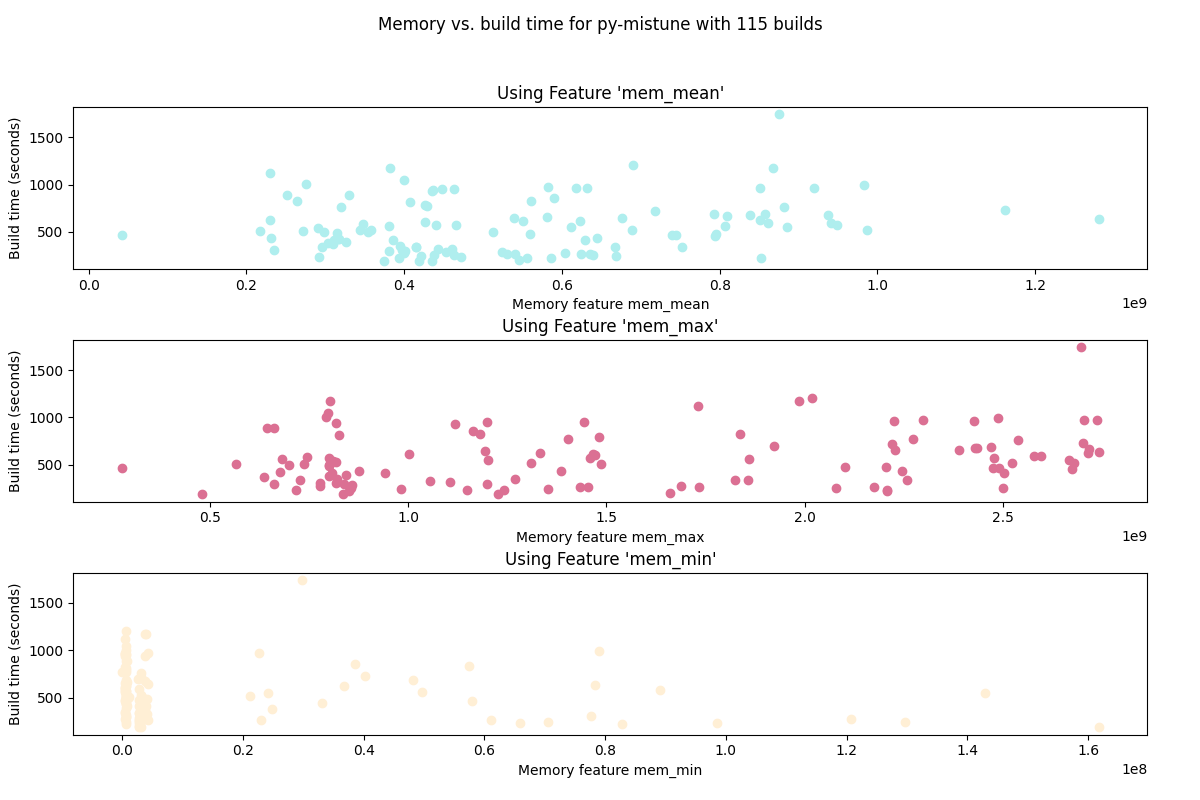 Memory vs. build time for py-mistune with 115 builds
Using Feature 'mem_mean'
Build time (seconds)
1500
1000
500
0.0 0.2 0.4 0.6 0.8 1.0 1.2
1e9
Memory feature mem_mean
Using Feature 'mem_max'
Build time (seconds)
1500
1000
500
0.5 1.0 1.5 2.0 2.5
1e9
Memory feature mem_max
Using Feature 'mem_min'
Build time (seconds)
1500
1000
500
0.0 0.2 0.4 0.6 0.8 1.0 1.2 1.4 1.6
1e8
Memory feature mem_min